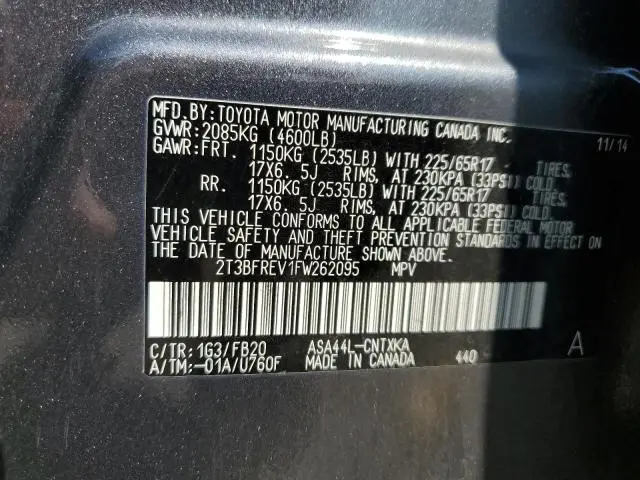 MFD. BY: TOYOTA MOTOR MANUFACTURING CANADA INC.
GVWR: 2085KG (4600LB) 11/14
GAWR: FRT. 1150KG (2535LB) WITH 225/65R17 TIRES,
17X6. 5J RIMS, AT 230KPA (33PSI) COLD.
RR. 1150KG (2535LB) WITH 225/65R17 TIRES,
17X6. 5J RIMS, AT 230KPA (33PSI) COLD.
THIS VEHICLE CONFORMS TO ALL APPLICABLE FEDERAL MOTOR
VEHICLE SAFETY AND THEFT PREVENTION STANDARDS IN EFFECT ON
THE DATE OF MANUFACTURE SHOWN ABOVE.
2T3BFREV1FW262095 MPV
C/TR: 1G3/FB20 ASA44L-CNTXKA A
A/TM: -01A/U760F MADE IN CANADA 440